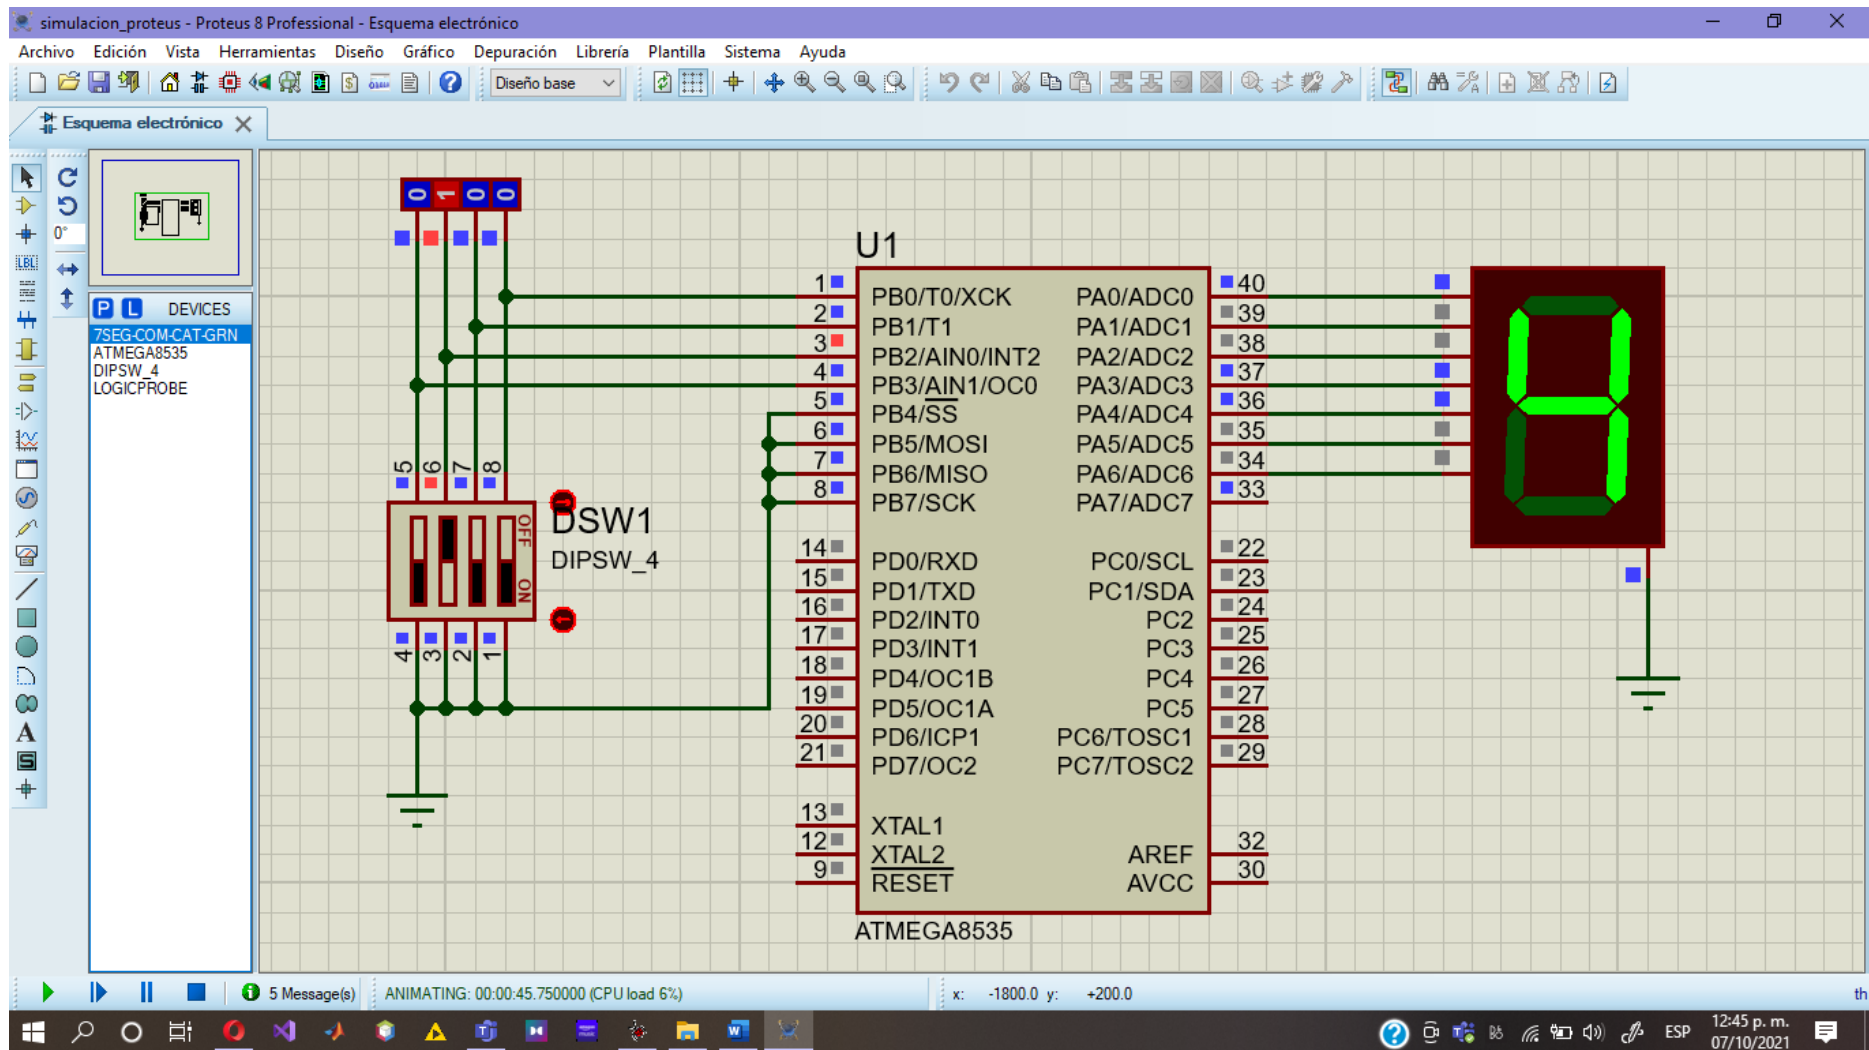 simulacion_proteus - Proteus 8 Professional - Esquema electrónico
Archivo Edición Vista Herramientas Diseño Gráfico Depuración Librería Plantilla Sistema Ayuda
Diseño base
Esquema electrónico
0°
LBL
P L DEVICES
7SEG-COM-CAT-GRN
ATMEGA8535
DIPSW_4
LOGICPROBE
0 1 0 0
U1
1 PB0/T0/XCK PA0/ADC0 40
2 PB1/T1 PA1/ADC1 39
3 PB2/AIN0/INT2 PA2/ADC2 38
4 PB3/AIN1/OC0 PA3/ADC3 37
5 PB4/SS PA4/ADC4 36
6 PB5/MOSI PA5/ADC5 35
7 PB6/MISO PA6/ADC6 34
8 PB7/SCK PA7/ADC7 33
5 6 7 8
OFF
ON
DSW1
DIPSW_4
4 3 2 1
14 PD0/RXD PC0/SCL 22
15 PD1/TXD PC1/SDA 23
16 PD2/INT0 PC2 24
17 PD3/INT1 PC3 25
18 PD4/OC1B PC4 26
19 PD5/OC1A PC5 27
20 PD6/ICP1 PC6/TOSC1 28
21 PD7/OC2 PC7/TOSC2 29
13 XTAL1
12 XTAL2 AREF 32
9 RESET AVCC 30
ATMEGA8535
4
A
S
5 Message(s) ANIMATING: 00:00:45.750000 (CPU load 6%) x: -1800.0 y: +200.0 th
ESP
12:45 p. m.
07/10/2021